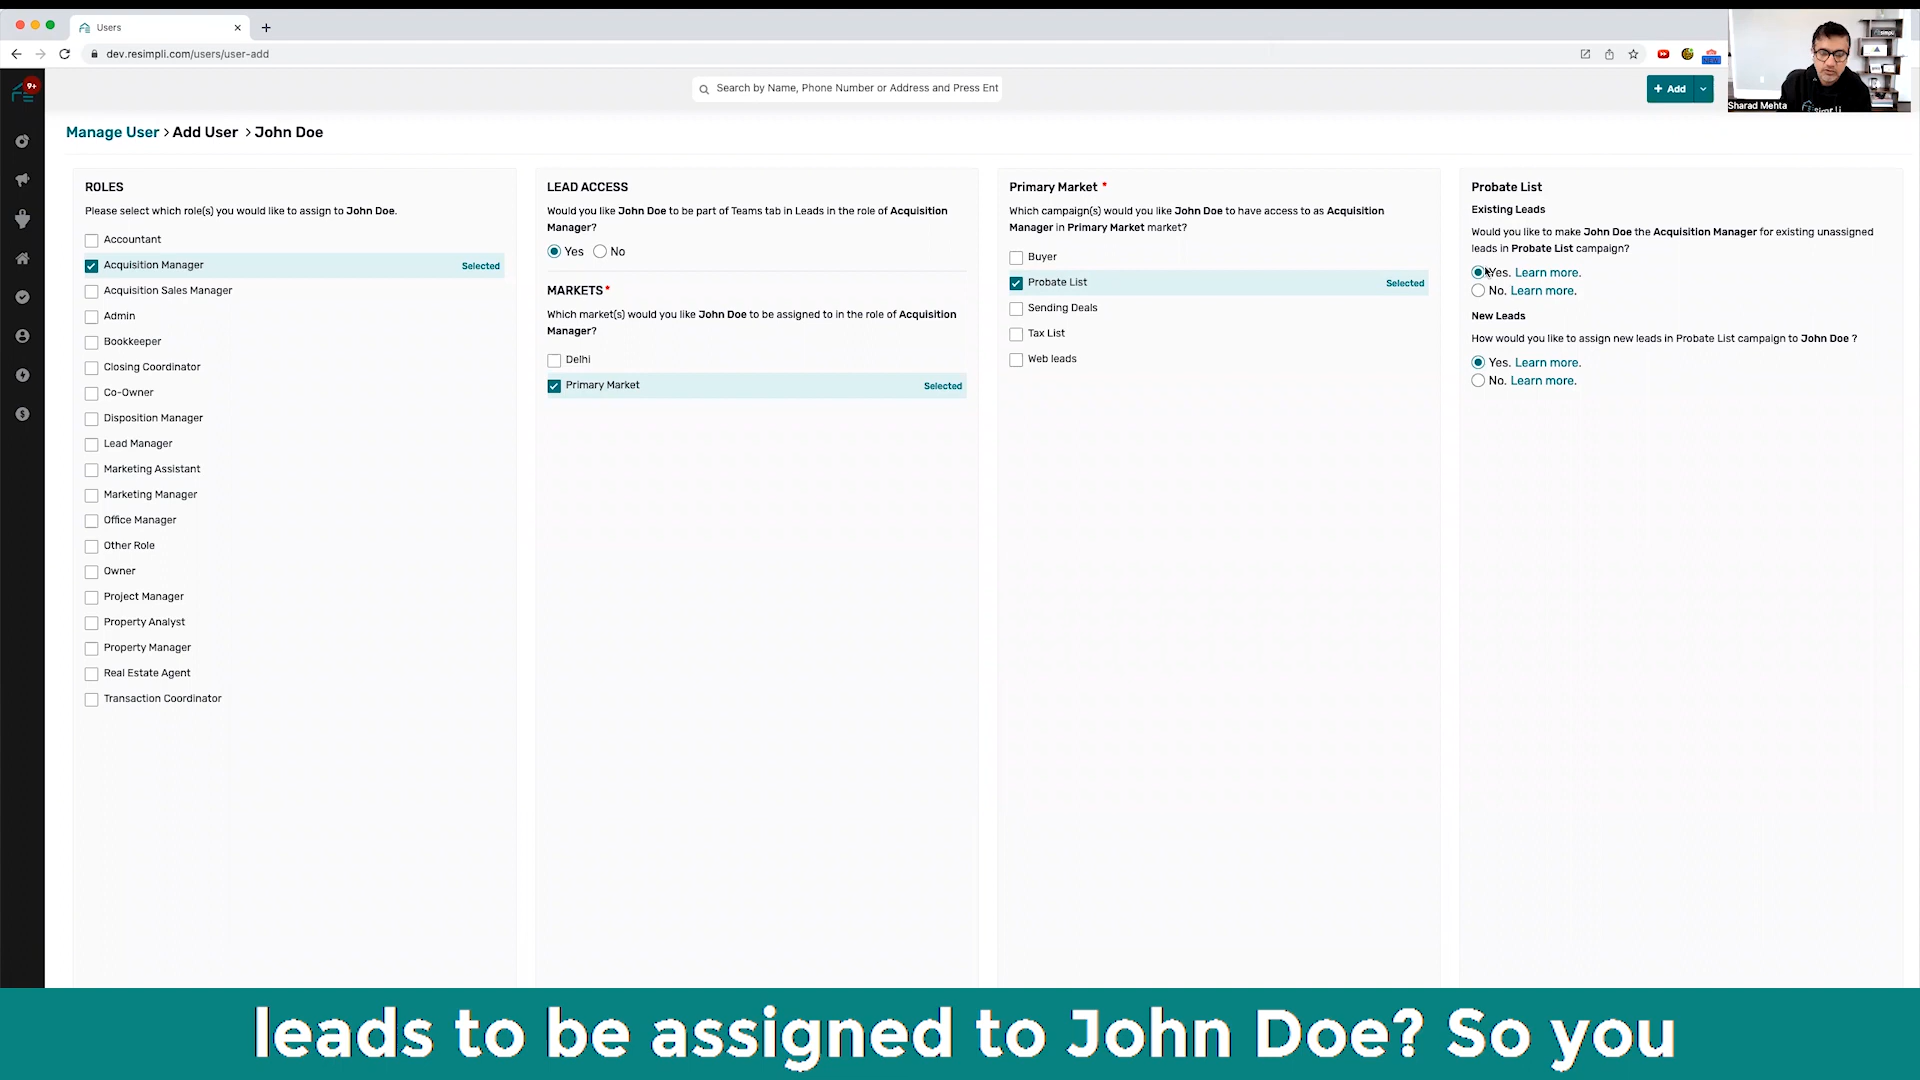 Users
dev.resimpli.com/users/user-add
9+
Search by Name, Phone Number or Address and Press Ent
+ Add
NEW
Sharad Mehta
Manage User > Add User > John Doe
ROLES
Please select which role(s) you would like to assign to John Doe.
Accountant
Acquisition Manager Selected
Acquisition Sales Manager
Admin
Bookkeeper
Closing Coordinator
Co-Owner
Disposition Manager
Lead Manager
Marketing Assistant
Marketing Manager
Office Manager
Other Role
Owner
Project Manager
Property Analyst
Property Manager
Real Estate Agent
Transaction Coordinator
LEAD ACCESS
Would you like John Doe to be part of Teams tab in Leads in the role of Acquisition
Manager?
Yes No
MARKETS*
Which market(s) would you like John Doe to be assigned to in the role of Acquisition
Manager?
Delhi
Primary Market Selected
Primary Market *
Which campaign(s) would you like John Doe to have access to as Acquisition
Manager in Primary Market market?
Buyer
Probate List Selected
Sending Deals
Tax List
Web leads
Probate List
Existing Leads
Would you like to make John Doe the Acquisition Manager for existing unassigned
leads in Probate List campaign?
Yes. Learn more.
No. Learn more.
New Leads
How would you like to assign new leads in Probate List campaign to John Doe ?
Yes. Learn more.
No. Learn more.
leads to be assigned to John Doe? So you